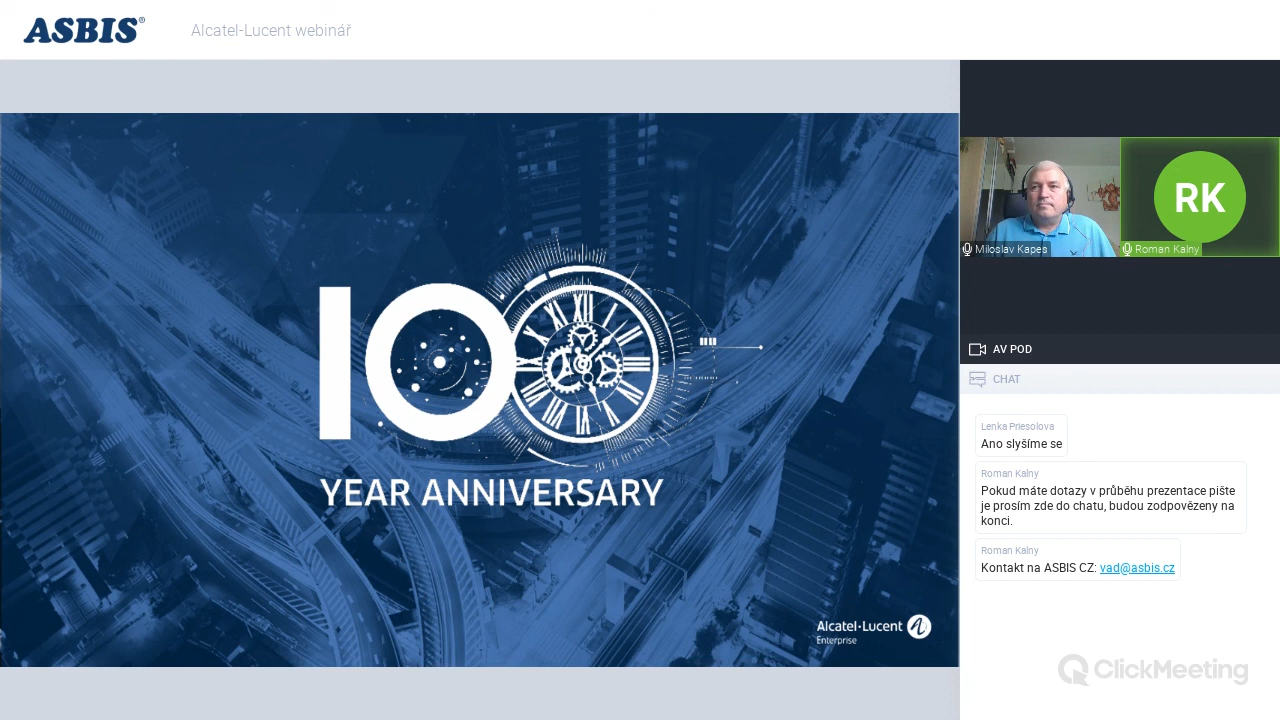 ASBIS®
Alcatel-Lucent webinář
100
YEAR ANNIVERSARY
Alcatel·Lucent
Enterprise
RK
Miloslav Kapes
Roman Kalny
AV POD
CHAT
Lenka Priesolova
Ano slyšíme se
Roman Kalny
Pokud máte dotazy v průběhu prezentace pište
je prosím zde do chatu, budou zodpovězeny na
konci.
Roman Kalny
Kontakt na ASBIS CZ: vad@asbis.cz
ClickMeeting